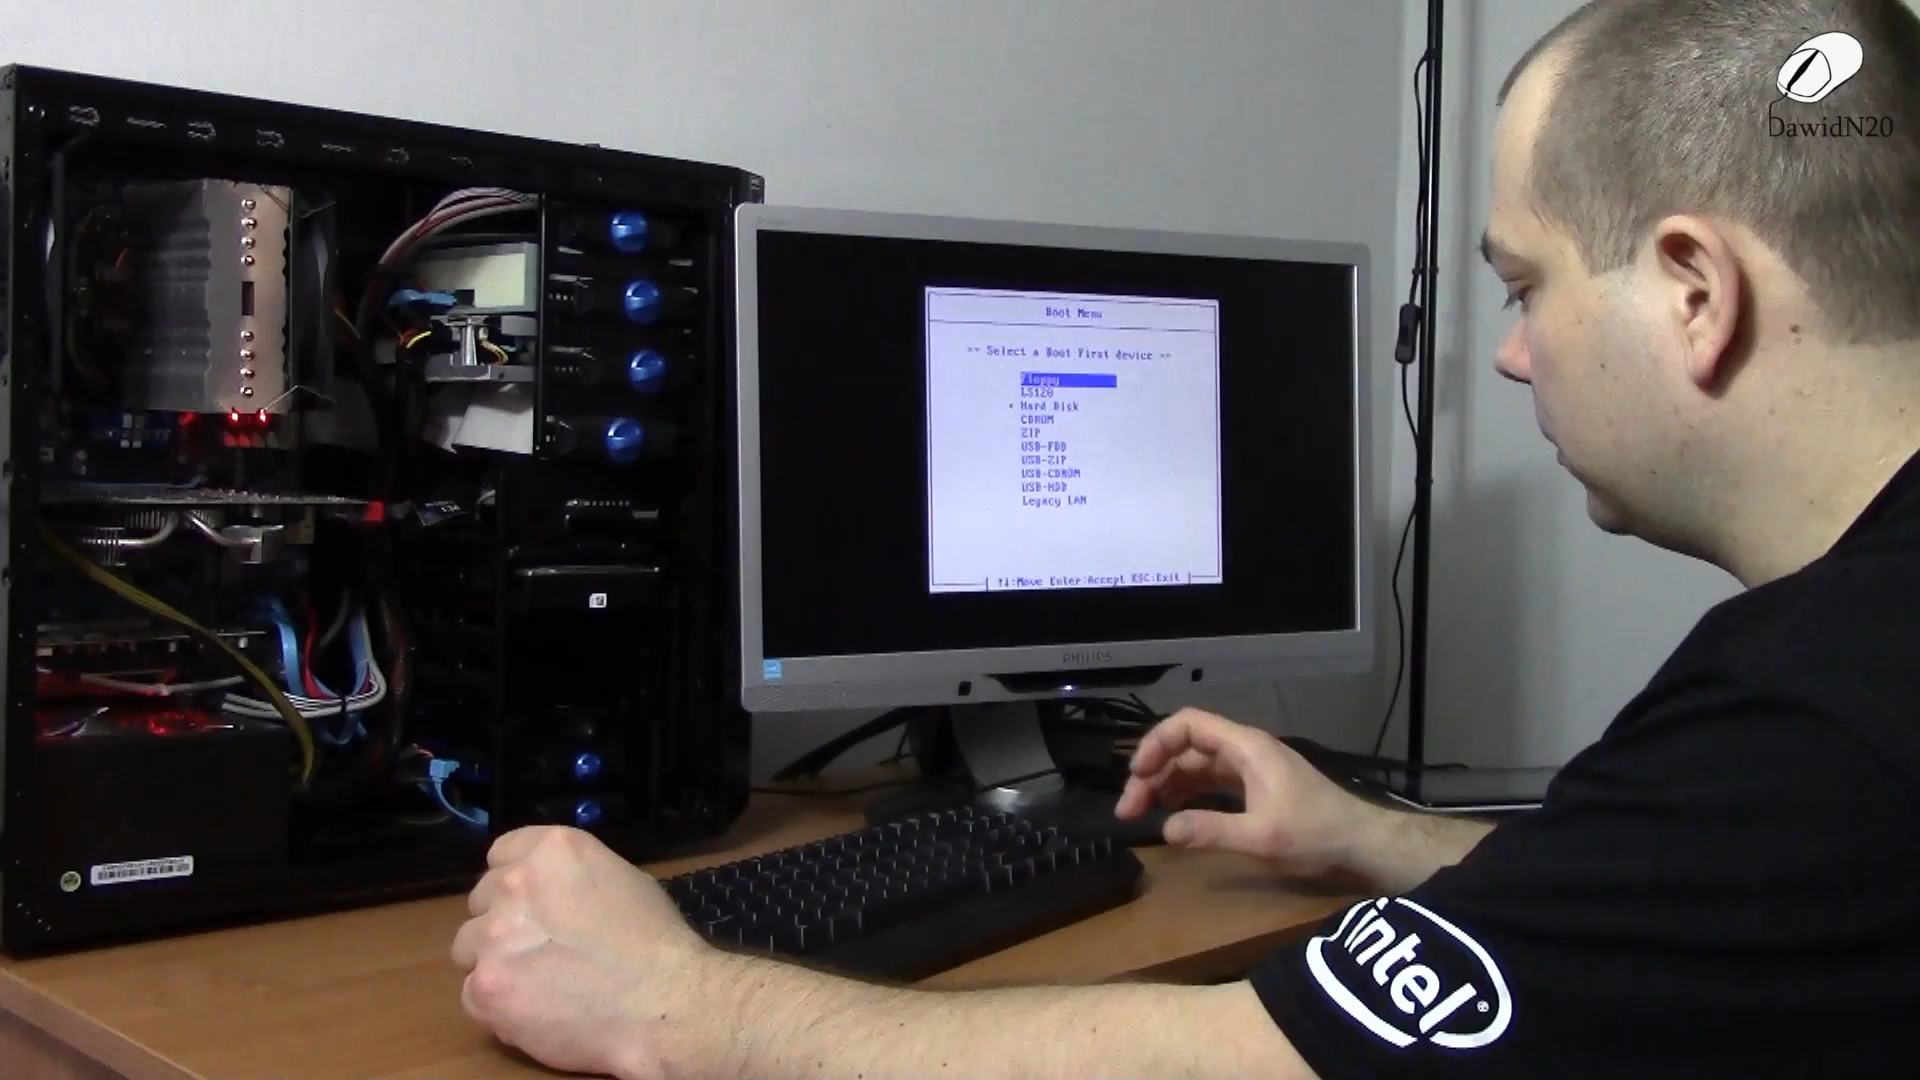 DawidN20
Boot Menu
== Select a Boot First device ==
Floppy
LS120
Hard Disk
CDROM
ZIP
USB-FDD
USB-ZIP
USB-CDROM
USB-HDD
Legacy LAN
↑↓:Move Enter:Accept ESC:Exit
PHILIPS
intel®